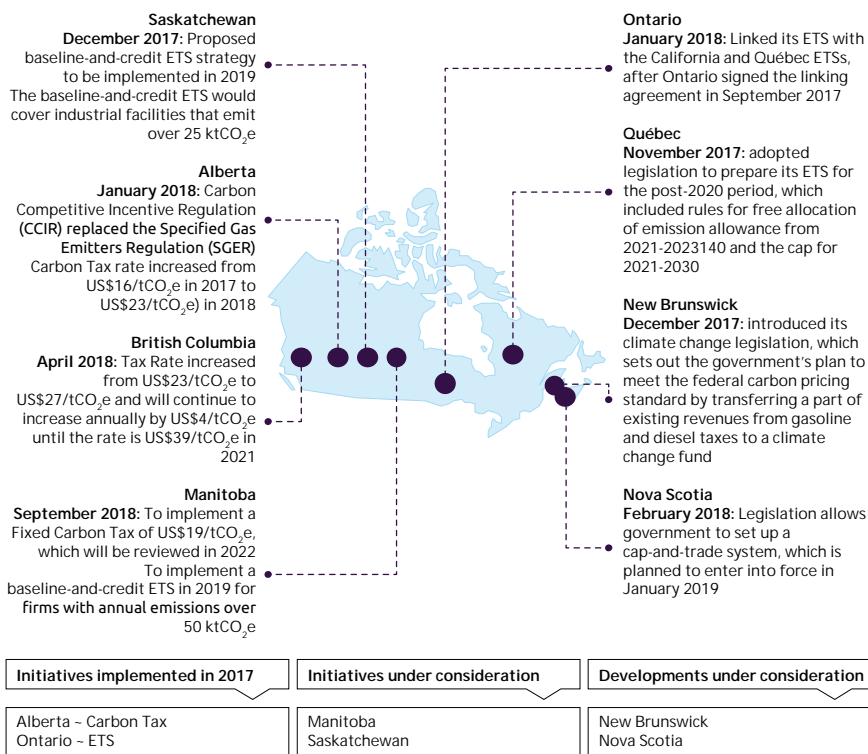 Saskatchewan
December 2017: Proposed
baseline-and-credit ETS strategy
to be implemented in 2019
The baseline-and-credit ETS would
cover industrial facilities that emit
over 25 ktCO₂e
Alberta
January 2018: Carbon
Competitive Incentive Regulation
(CCIR) replaced the Specified Gas
Emitters Regulation (SGER)
Carbon Tax rate increased from
US$16/tCO₂e in 2017 to
US$23/tCO₂e) in 2018
British Columbia
April 2018: Tax Rate increased
from US$23/tCO₂e to
US$27/tCO₂e and will continue to
increase annually by US$4/tCO₂e
until the rate is US$39/tCO₂e in
2021
Manitoba
September 2018: To implement a
Fixed Carbon Tax of US$19/tCO₂e,
which will be reviewed in 2022
To implement a
baseline-and-credit ETS in 2019 for
firms with annual emissions over
50 ktCO₂e
Ontario
January 2018: Linked its ETS with
the California and Québec ETSs,
after Ontario signed the linking
agreement in September 2017
Québec
November 2017: adopted
legislation to prepare its ETS for
the post-2020 period, which
included rules for free allocation
of emission allowance from
2021-2023140 and the cap for
2021-2030
New Brunswick
December 2017: introduced its
climate change legislation, which
sets out the government's plan to
meet the federal carbon pricing
standard by transferring a part of
existing revenues from gasoline
and diesel taxes to a climate
change fund
Nova Scotia
February 2018: Legislation allows
government to set up a
cap-and-trade system, which is
planned to enter into force in
January 2019
Initiatives implemented in 2017
Alberta ~ Carbon Tax
Ontario ~ ETS
Initiatives under consideration
Manitoba
Saskatchewan
Developments under consideration
New Brunswick
Nova Scotia